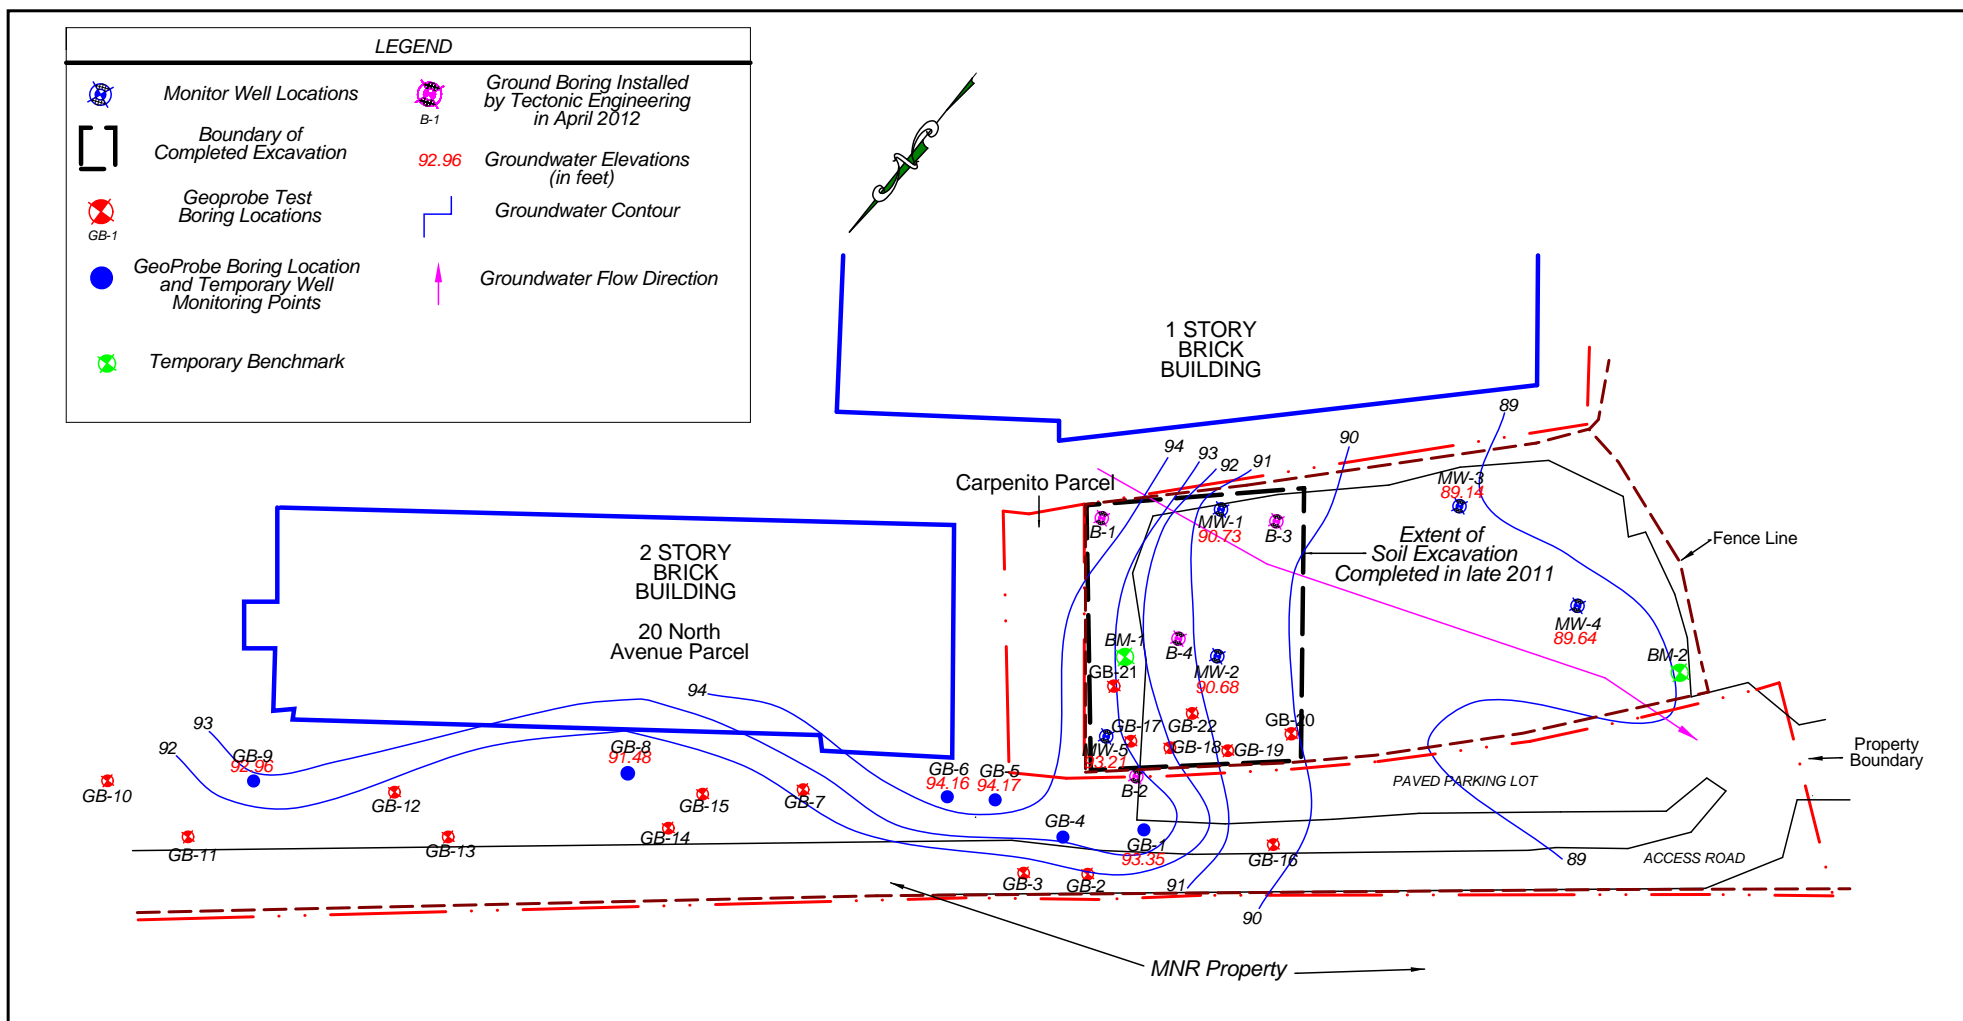 LEGEND
Monitor Well Locations
Ground Boring Installed
by Tectonic Engineering
in April 2012
B-1
Boundary of
Completed Excavation
92.96
Groundwater Elevations
(in feet)
Geoprobe Test
Boring Locations
GB-1
Groundwater Contour
GeoProbe Boring Location
and Temporary Well
Monitoring Points
Groundwater Flow Direction
Temporary Benchmark
1 STORY
BRICK
BUILDING
2 STORY
BRICK
BUILDING
20 North
Avenue Parcel
Carpenito Parcel
94
93
92
91
90
89
MW-3
89.14
B-1
MW-1
90.73
B-3
Extent of
Soil Excavation
Completed in late 2011
Fence Line
MW-4
89.64
BM-1
B-4
MW-2
90.68
BM-2
GB-21
GB-17
GB-22
GB-20
MW-5
93.21
GB-18
GB-19
B-2
94
93
92
GB-9
92.96
GB-8
91.48
GB-6
94.16
GB-5
94.17
GB-10
GB-12
GB-15
GB-7
GB-11
GB-13
GB-14
GB-4
GB-1
93.35
GB-16
GB-3
GB-2
91
90
89
PAVED PARKING LOT
Property
Boundary
ACCESS ROAD
MNR Property